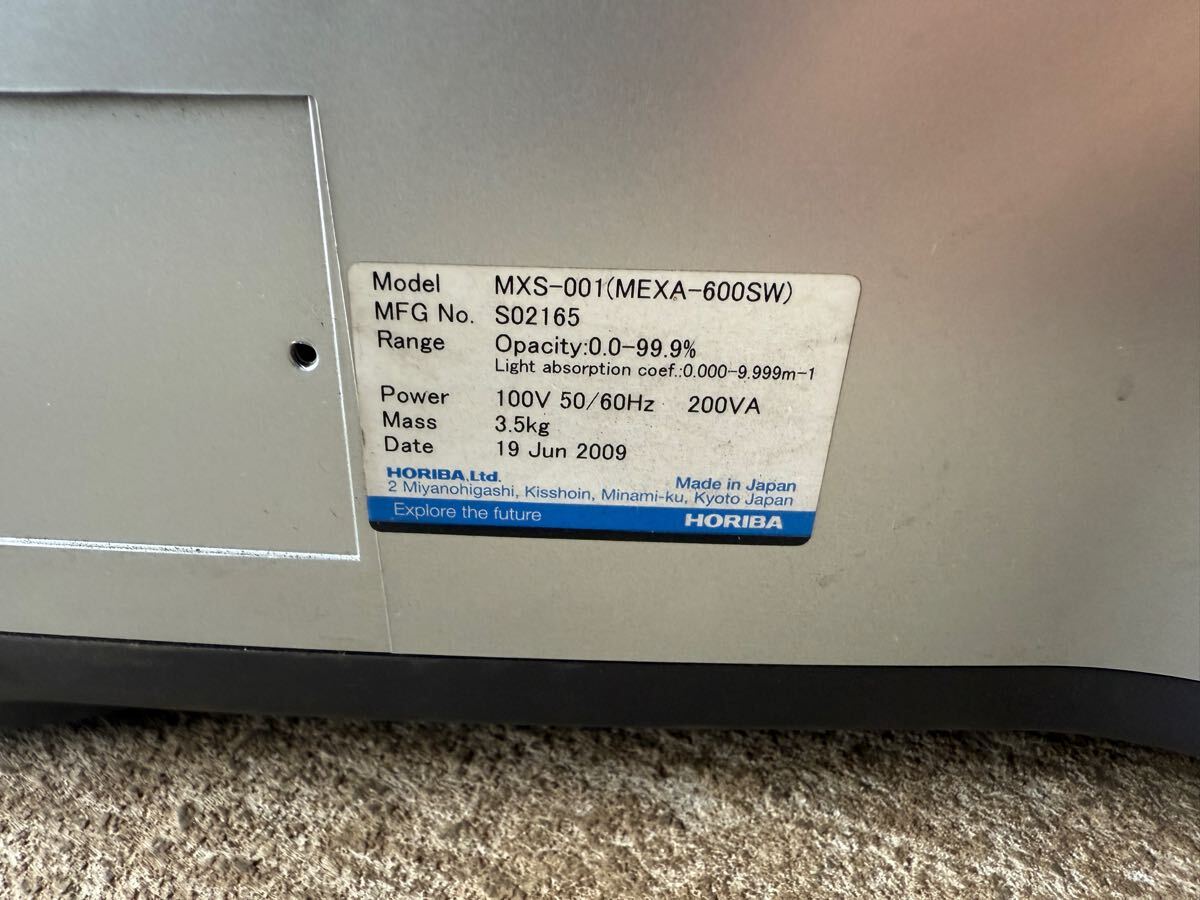 Model MXS-001(MEXA-600SW)
MFG No. S02165
Range Opacity:0.0-99.9%
Light absorption coef.:0.000-9.999m-1
Power 100V 50/60Hz 200VA
Mass 3.5kg
Date 19 Jun 2009
HORIBA,Ltd. Made in Japan
2 Miyanohigashi, Kisshoin, Minami-ku, Kyoto Japan
Explore the future HORIBA